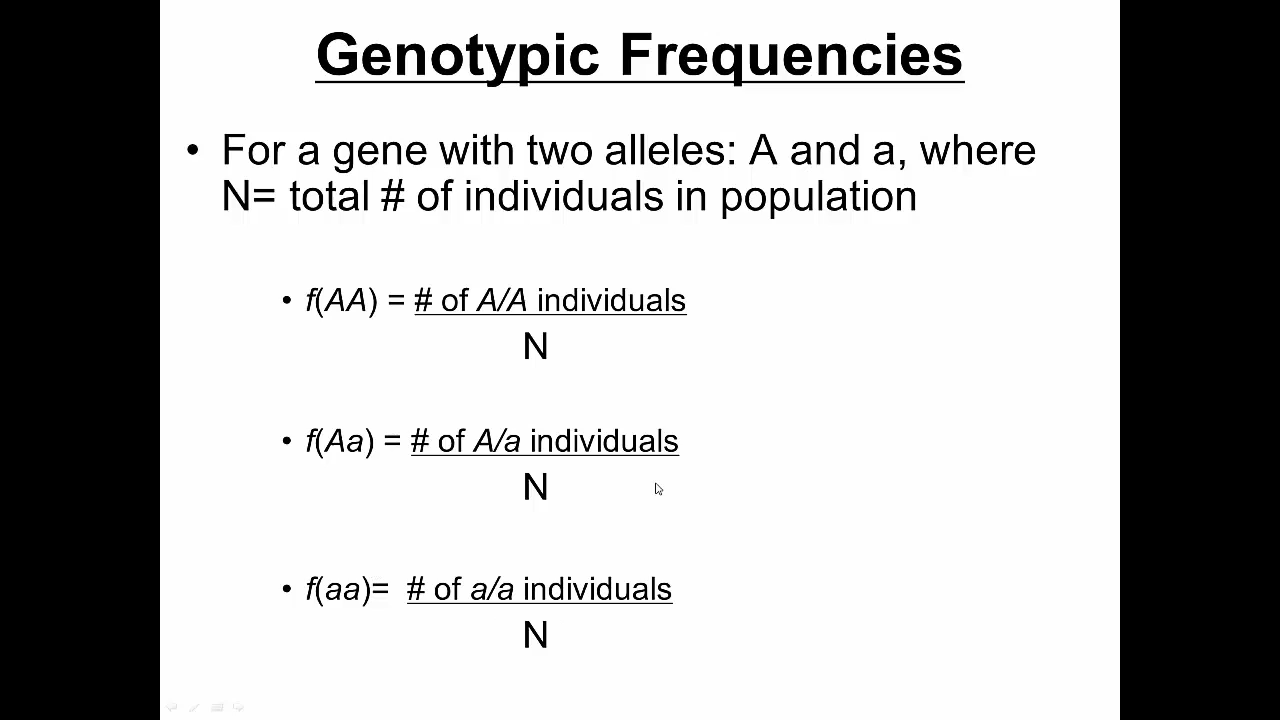 Genotypic Frequencies
• For a gene with two alleles: A and a, where
N= total # of individuals in population
• f(AA) = # of A/A individuals
N
• f(Aa) = # of A/a individuals
N
• f(aa)= # of a/a individuals
N